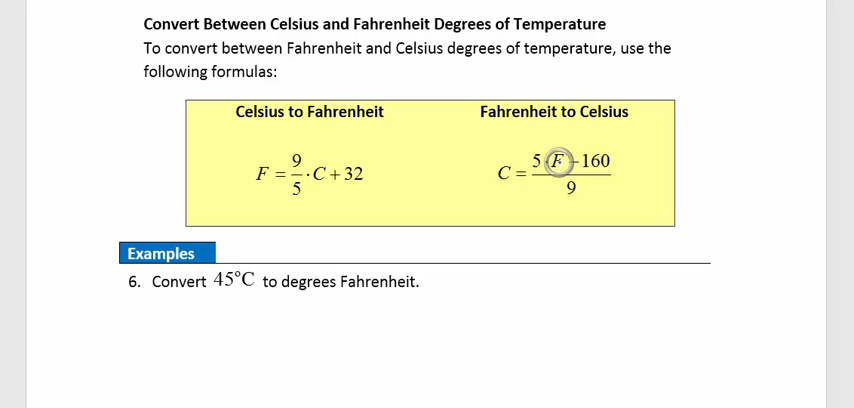 Convert Between Celsius and Fahrenheit Degrees of Temperature
To convert between Fahrenheit and Celsius degrees of temperature, use the
following formulas:
Celsius to Fahrenheit Fahrenheit to Celsius
F = 9/5 · C + 32 C = (5·F − 160)/9
Examples
6. Convert 45°C to degrees Fahrenheit.